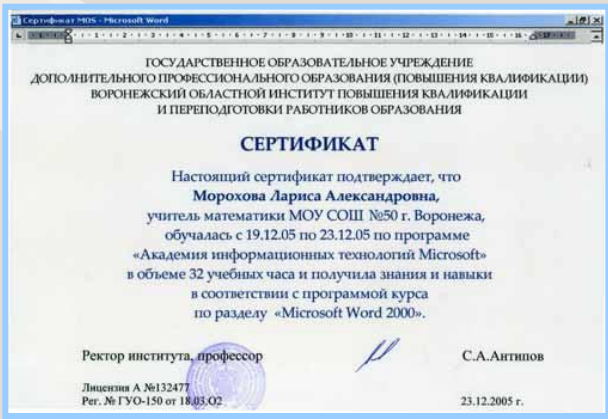 Сертификат MOS - Microsoft Word
ГОСУДАРСТВЕННОЕ ОБРАЗОВАТЕЛЬНОЕ УЧРЕЖДЕНИЕ
ДОПОЛНИТЕЛЬНОГО ПРОФЕССИОНАЛЬНОГО ОБРАЗОВАНИЯ (ПОВЫШЕНИЯ КВАЛИФИКАЦИИ)
ВОРОНЕЖСКИЙ ОБЛАСТНОЙ ИНСТИТУТ ПОВЫШЕНИЯ КВАЛИФИКАЦИИ
И ПЕРЕПОДГОТОВКИ РАБОТНИКОВ ОБРАЗОВАНИЯ
СЕРТИФИКАТ
Настоящий сертификат подтверждает, что
Морохова Лариса Александровна,
учитель математики МОУ СОШ №50 г. Воронежа,
обучалась с 19.12.05 по 23.12.05 по программе
«Академия информационных технологий Microsoft»
в объеме 32 учебных часа и получила знания и навыки
в соответствии с программой курса
по разделу «Microsoft Word 2000».
Ректор института, профессор С.А.Антипов
Лицензия А №132477
Рег. № ГУО-150 от 18.03.О2 23.12.2005 г.